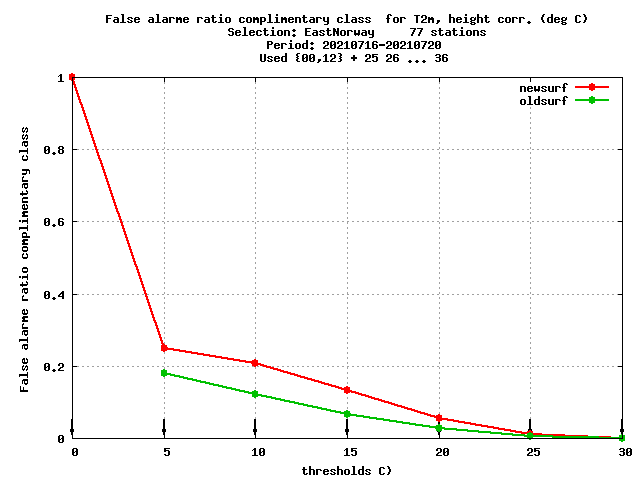 False alarme ratio complimentary class  for T2m, height corr. (deg C)
Selection: EastNorway     77 stations
Period: 20210716-20210720
Used {00,12} + 25 26 ... 36
newsurf
oldsurf
False alarme ratio complimentary class
1
0.8
0.6
0.4
0.2
0
0 5 10 15 20 25 30
thresholds C)